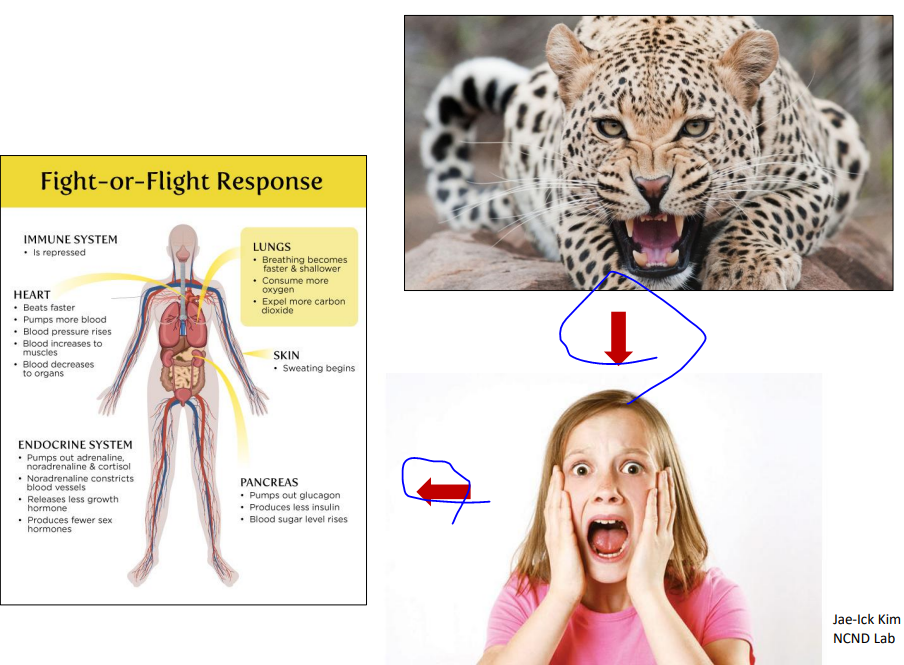 Fight-or-Flight Response
IMMUNE SYSTEM
• Is repressed
LUNGS
• Breathing becomes
faster & shallower
• Consume more
oxygen
• Expel more carbon
dioxide
HEART
• Beats faster
• Pumps more blood
• Blood pressure rises
• Blood increases to
muscles
• Blood decreases
to organs
SKIN
• Sweating begins
ENDOCRINE SYSTEM
• Pumps out adrenaline,
noradrenaline & cortisol
• Noradrenaline constricts
blood vessels
• Releases less growth
hormone
• Produces fewer sex
hormones
PANCREAS
• Pumps out glucagon
• Produces less insulin
• Blood sugar level rises
Jae-Ick Kim
NCND Lab